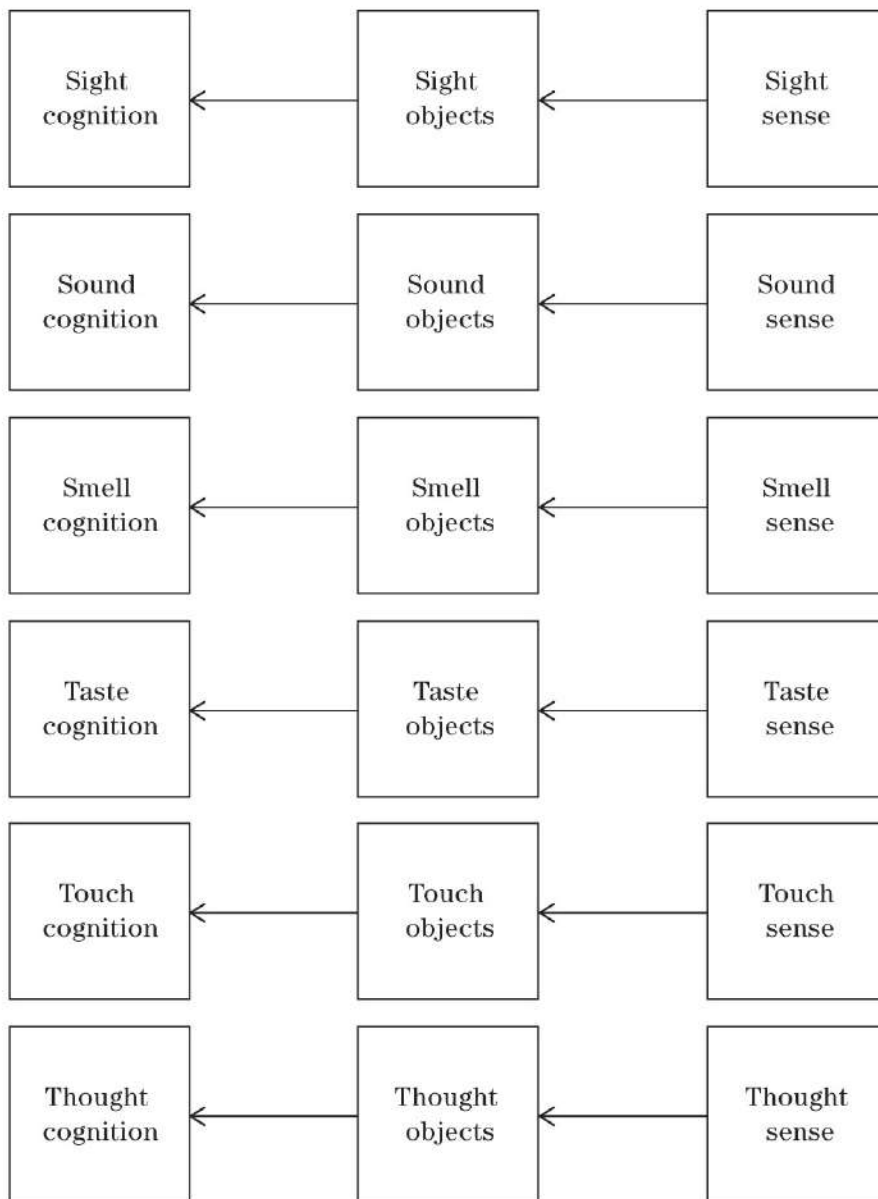 Sight
cognition
Sight
objects
Sight
sense
Sound
cognition
Sound
objects
Sound
sense
Smell
cognition
Smell
objects
Smell
sense
Taste
cognition
Taste
objects
Taste
sense
Touch
cognition
Touch
objects
Touch
sense
Thought
cognition
Thought
objects
Thought
sense